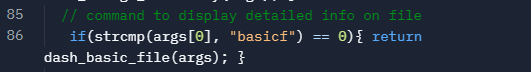 85 // command to display detailed info on file
86 if(strcmp(args[0], "basicf") == 0){ return
dash_basic_file(args); }